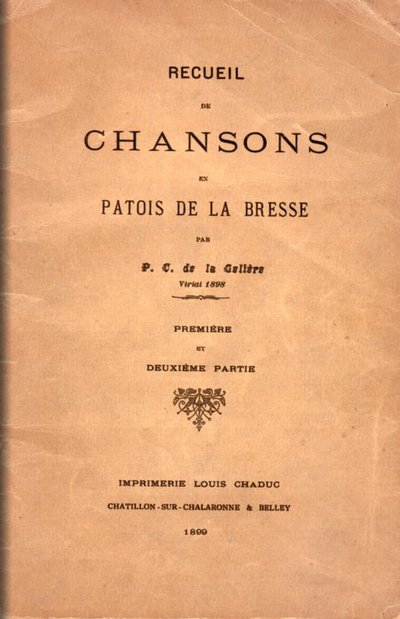 RECUEIL
DE
CHANSONS
EN
PATOIS DE LA BRESSE
PAR
P. C. de la Gelière
Viriat 1898
PREMIÈRE
ET
DEUXIÈME PARTIE
IMPRIMERIE LOUIS CHADUC
CHATILLON-SUR-CHALARONNE & BELLEY
1899